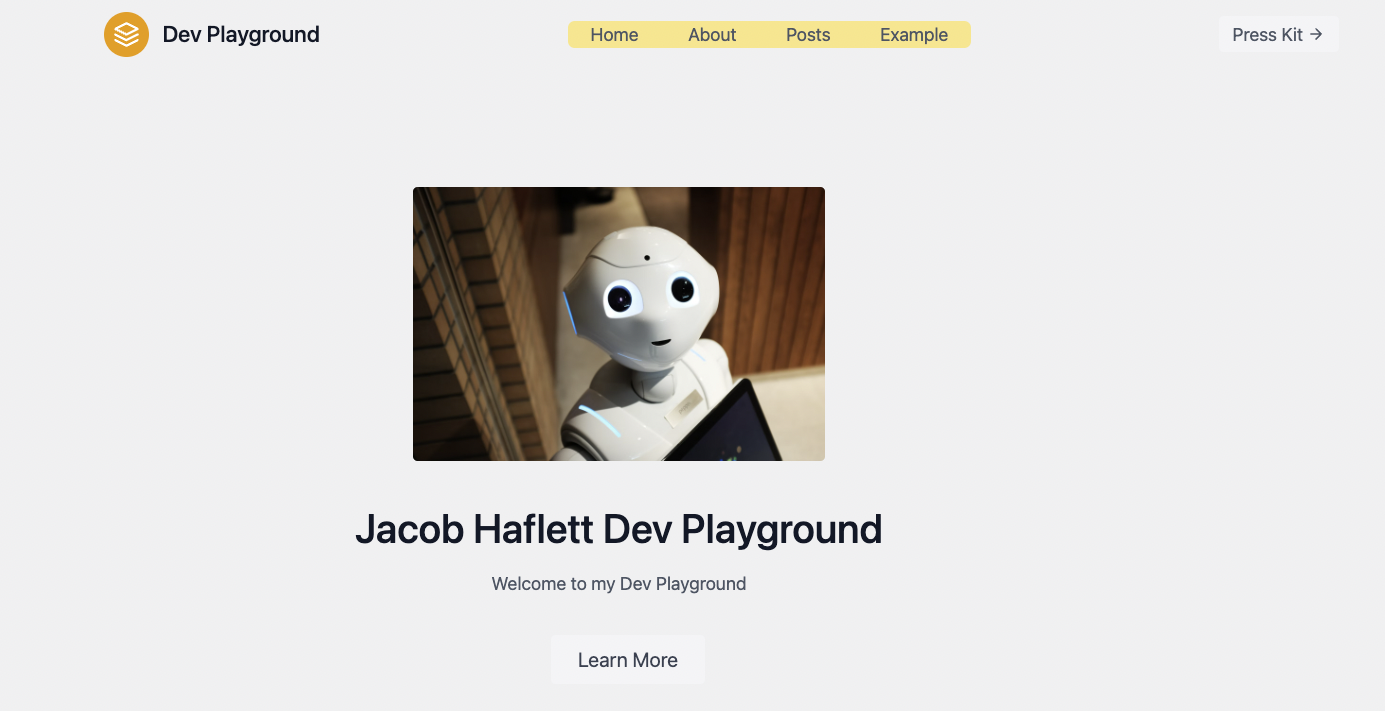 Dev Playground
Home About Posts Example
Press Kit →
Jacob Haflett Dev Playground
Welcome to my Dev Playground
Learn More